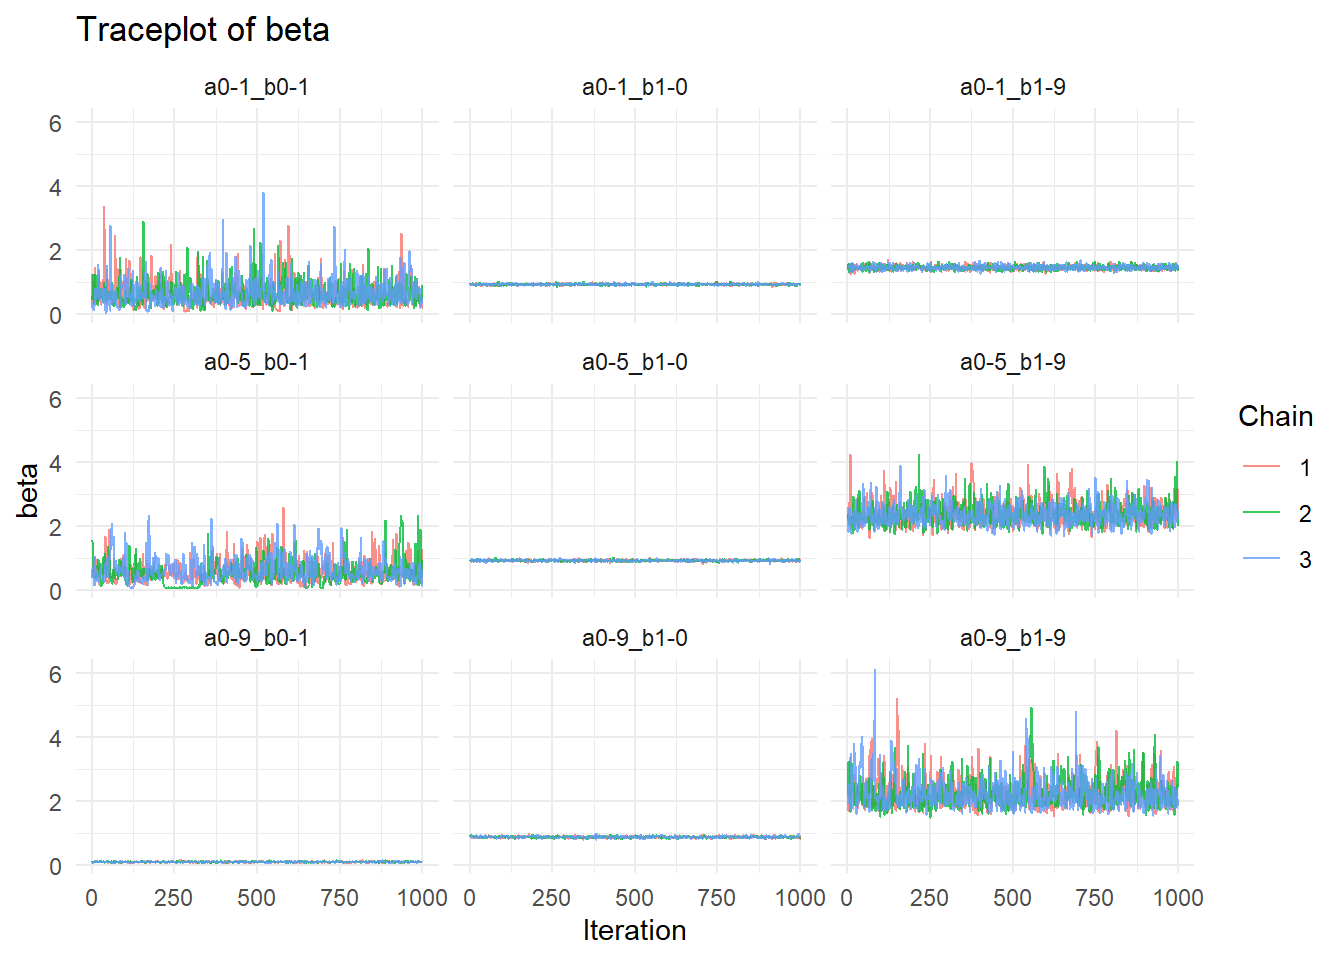 Traceplot of beta
a0-1_b0-1 a0-1_b1-0 a0-1_b1-9
6
4
2
0
a0-5_b0-1 a0-5_b1-0 a0-5_b1-9
6
4
2
0
a0-9_b0-1 a0-9_b1-0 a0-9_b1-9
6
4
2
0
0 250 500 750 1000 0 250 500 750 1000 0 250 500 750 1000
Iteration
beta
Chain
1
2
3